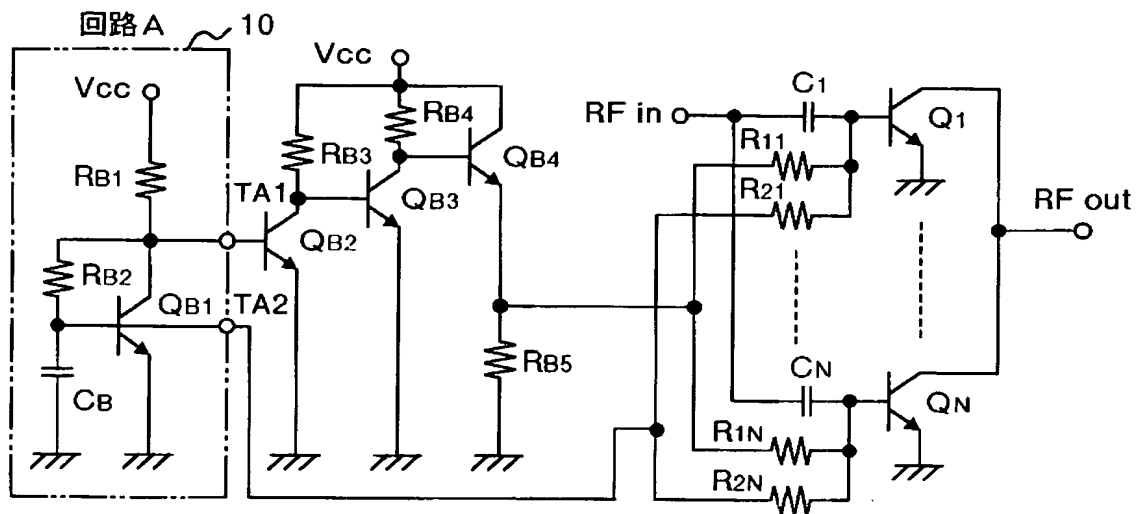 回路A 10
Vcc
RB1
RB2
QB1
CB
TA1
TA2
Vcc
RB3
RB4
QB2
QB3
QB4
RB5
RF in
C1
R11
R21
Q1
RF out
CN
R1N
R2N
QN